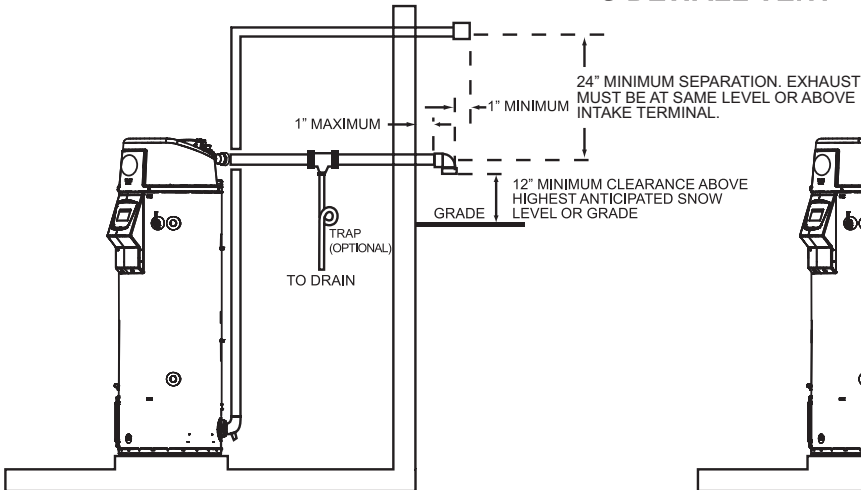 24” MINIMUM SEPARATION. EXHAUST
MUST BE AT SAME LEVEL OR ABOVE
INTAKE TERMINAL.
1” MINIMUM
1” MAXIMUM
12” MINIMUM CLEARANCE ABOVE
HIGHEST ANTICIPATED SNOW
LEVEL OR GRADE
GRADE
TRAP
(OPTIONAL)
TO DRAIN